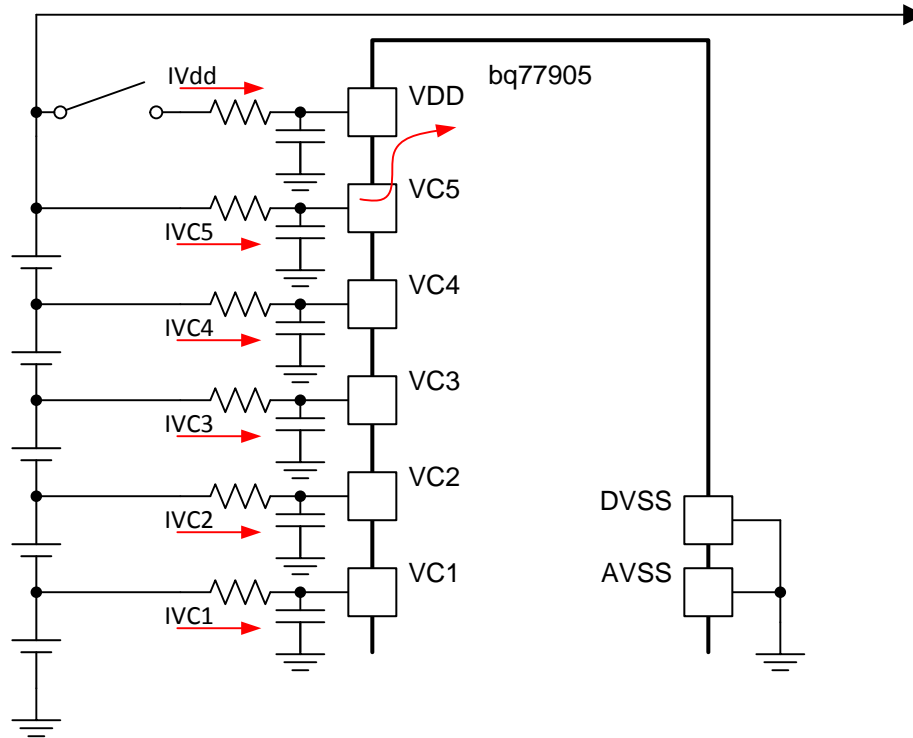 bq77905
IVdd
VDD
VC5
IVC5
VC4
IVC4
VC3
IVC3
VC2
IVC2
DVSS
VC1
AVSS
IVC1